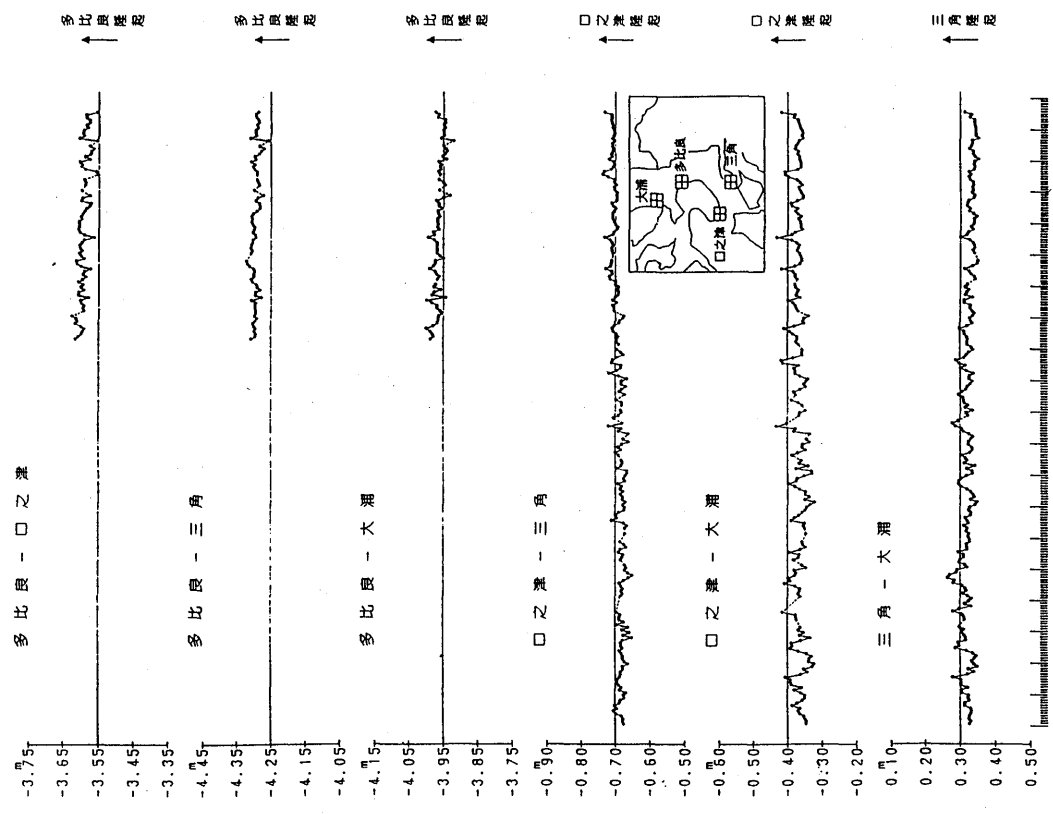 多比良－口之津
多比良隆起
m
-3.75
-3.65
-3.55
-3.45
-3.35
多比良－三角
多比良隆起
-4.45
-4.35
-4.25
-4.15
-4.05
多比良－大浦
多比良隆起
-4.15
-4.05
-3.95
-3.85
-3.75
口之津－三角
口之津隆起
m
-0.90
-0.80
-0.70
-0.60
-0.50
大浦
多比良
口之津
三角
口之津－大浦
口之津隆起
m
-0.60
-0.50
-0.40
-0.30
-0.20
三角－大浦
三角隆起
m
0.10
0.20
0.30
0.40
0.50